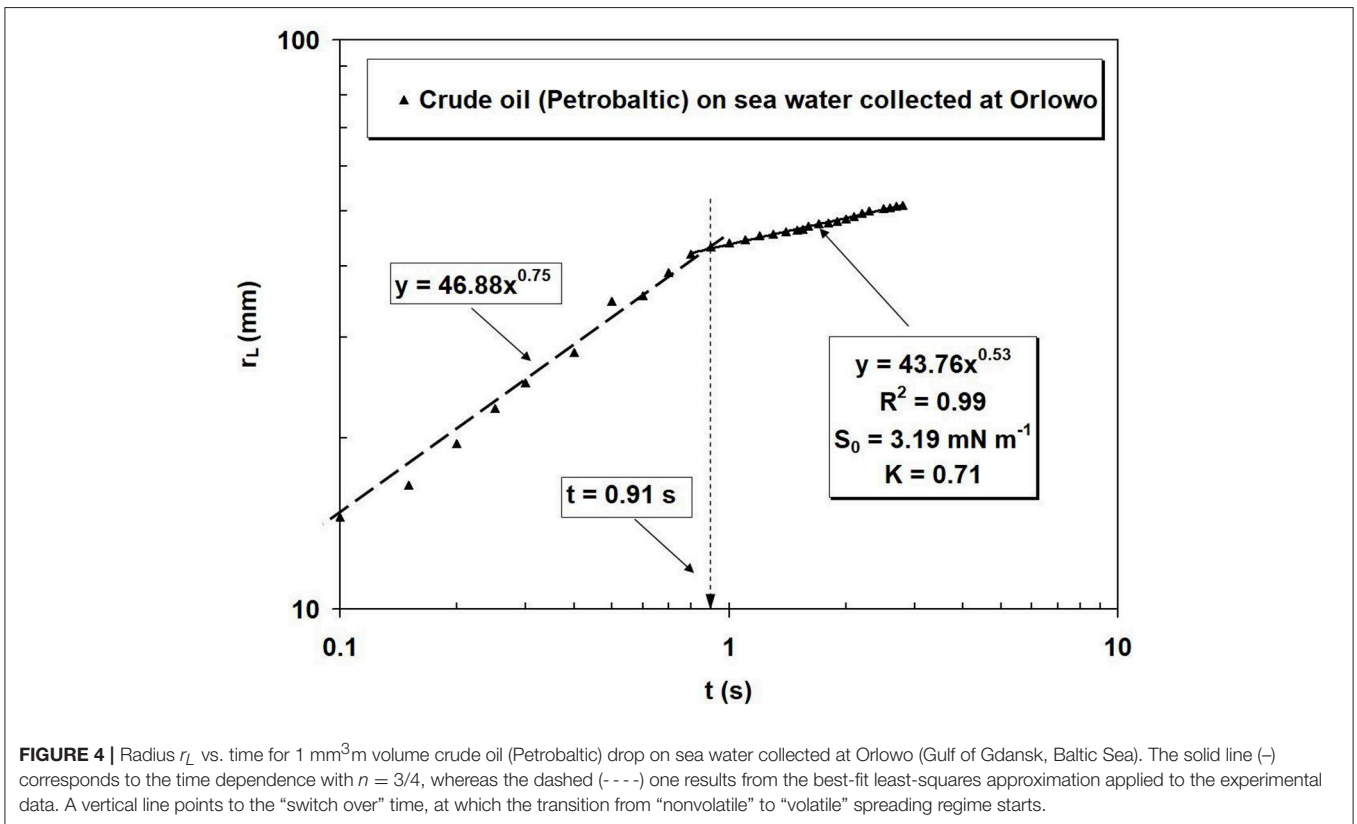 100
▲ Crude oil (Petrobaltic) on sea water collected at Orlowo
y = 46.88x^0.75
r_L (mm)
y = 43.76x^0.53
R^2 = 0.99
S_0 = 3.19 mN m^-1
K = 0.71
t = 0.91 s
10
0.1 1 10
t (s)
FIGURE 4 | Radius r_L vs. time for 1 mm^3m volume crude oil (Petrobaltic) drop on sea water collected at Orlowo (Gulf of Gdansk, Baltic Sea). The solid line (–)
corresponds to the time dependence with n = 3/4, whereas the dashed (- - - -) one results from the best-fit least-squares approximation applied to the experimental
data. A vertical line points to the “switch over” time, at which the transition from “nonvolatile” to “volatile” spreading regime starts.